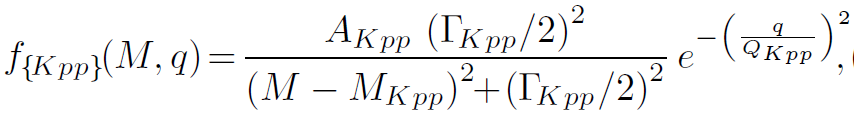 f_{\{Kpp\}}(M, q) = \frac{A_{Kpp} \, (\Gamma_{Kpp}/2)^2}{(M - M_{Kpp})^2 + (\Gamma_{Kpp}/2)^2} \, e^{-\left(\frac{q}{Q_{Kpp}}\right)^2},